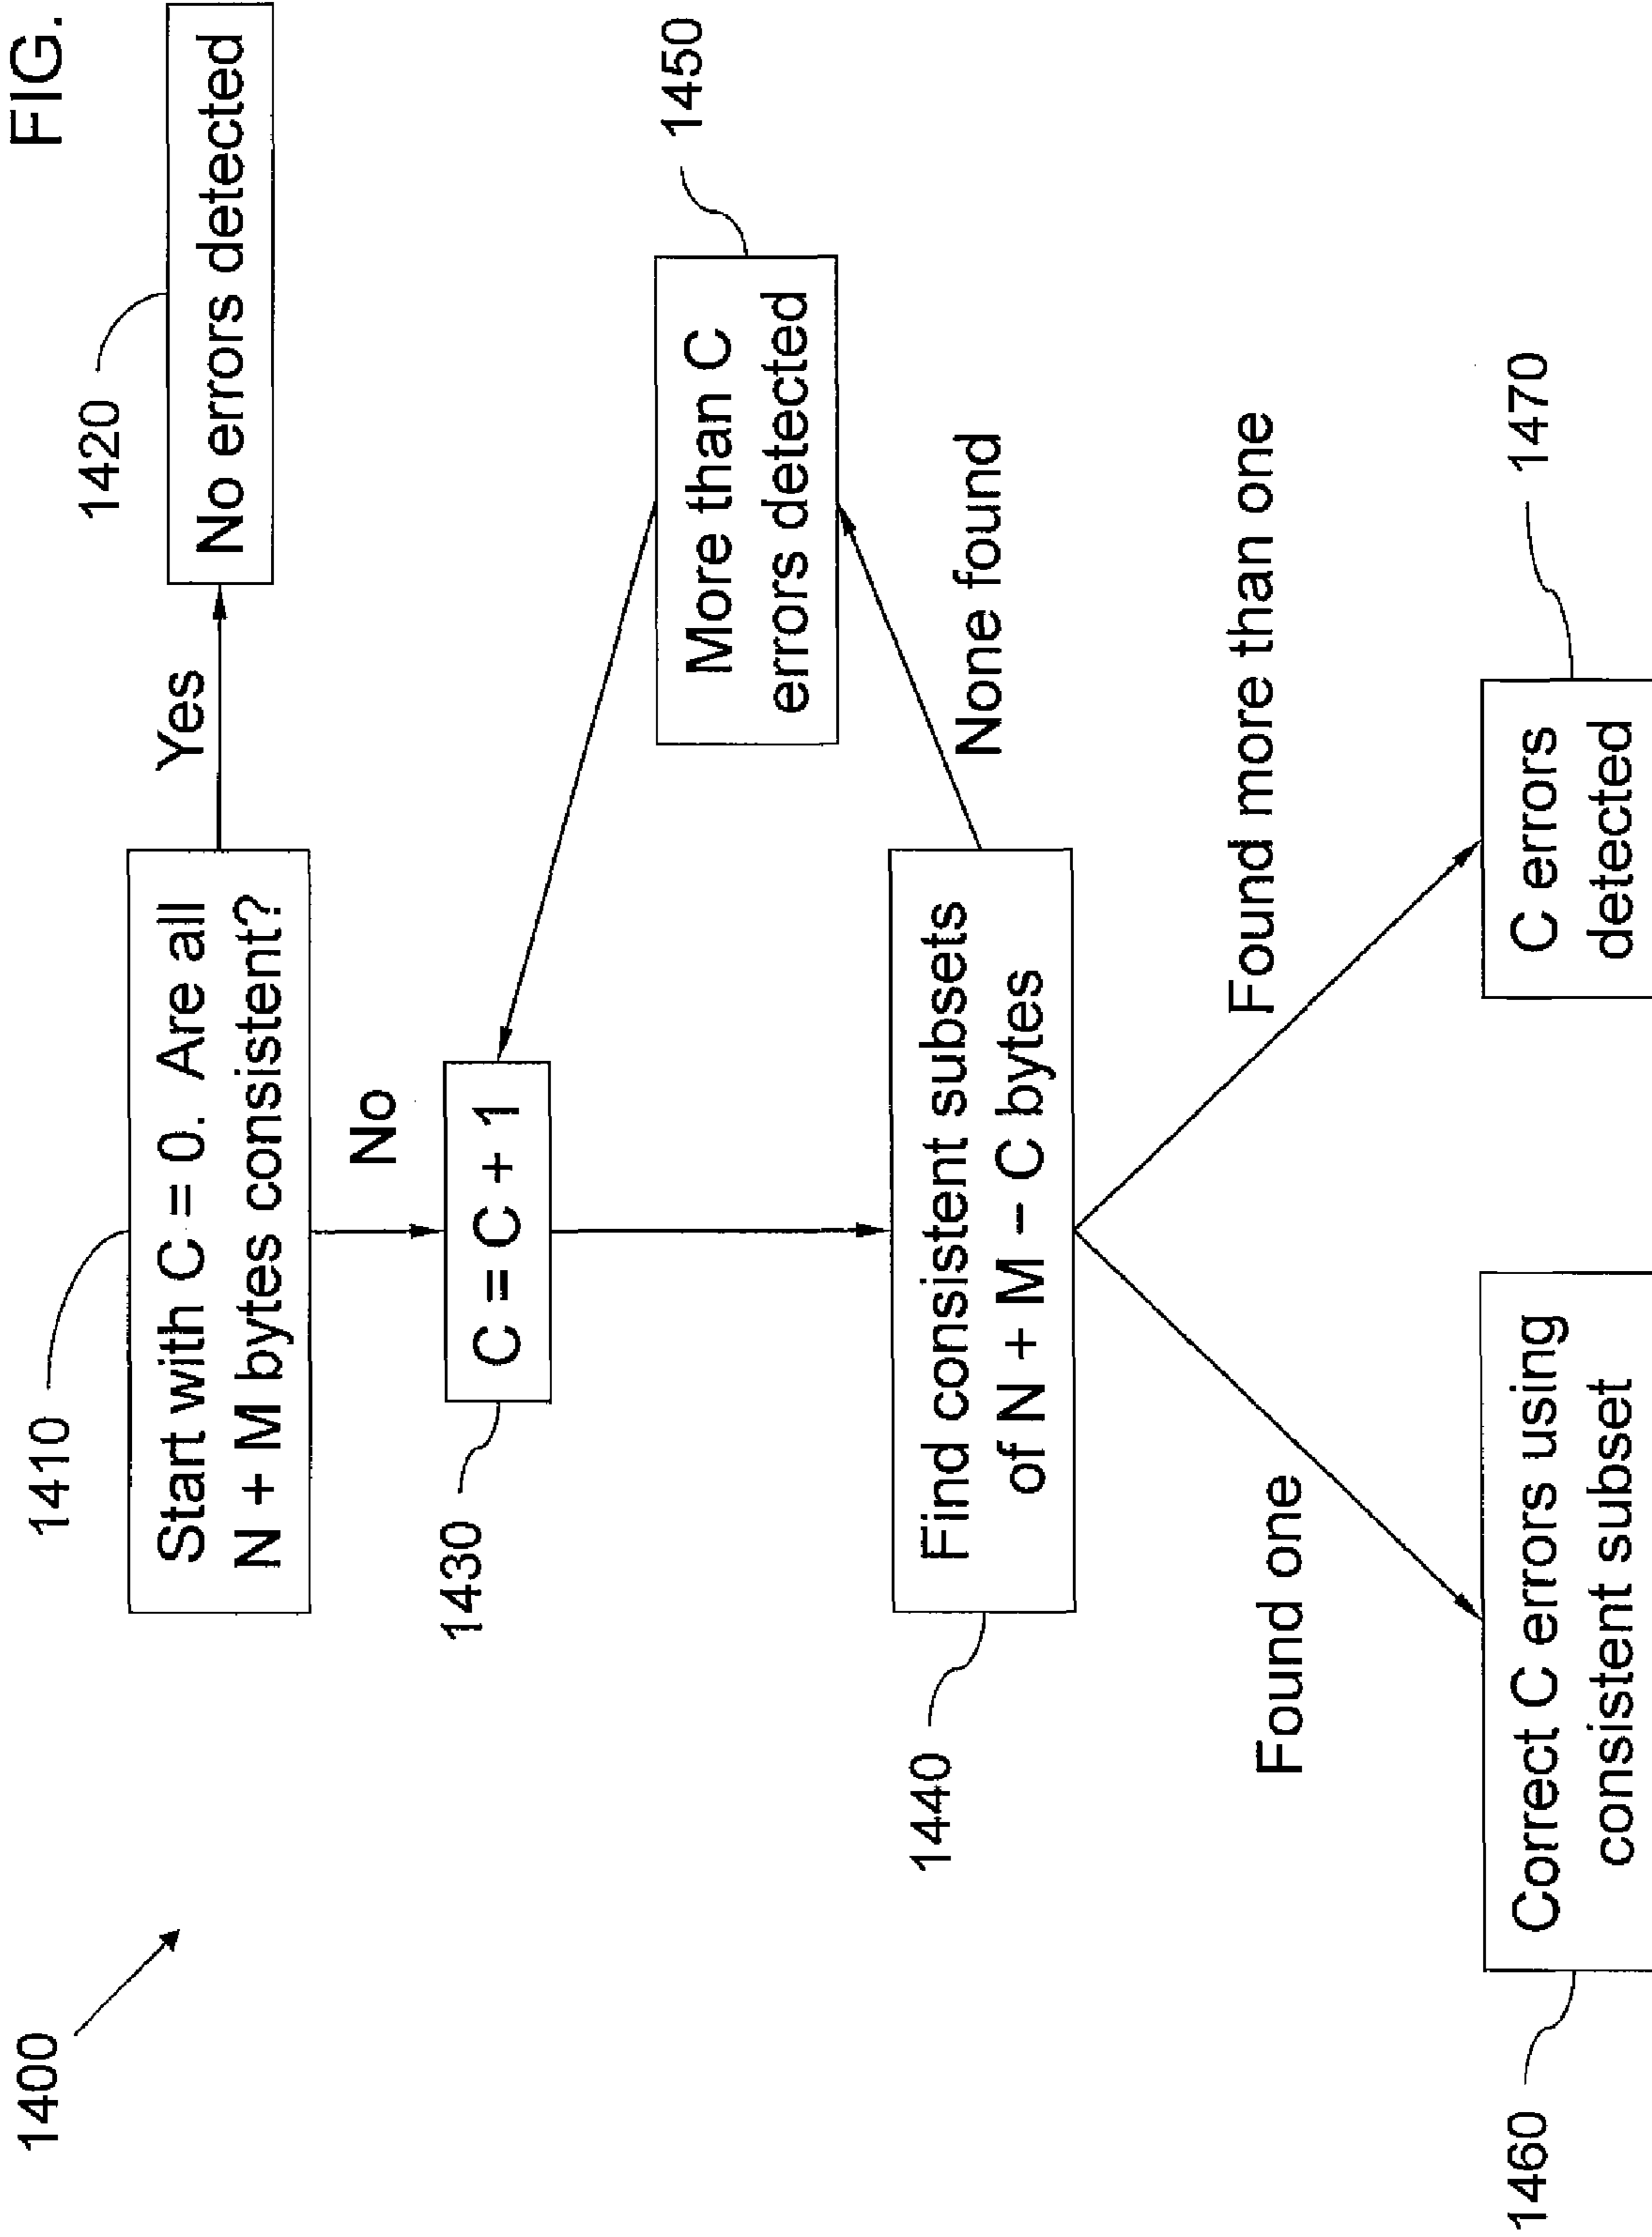 FIG.
1400
1410
Start with C = 0. Are all
N + M bytes consistent?
Yes
1420
No errors detected
No
1430
C = C + 1
1450
More than C
errors detected
1440
Find consistent subsets
of N + M − C bytes
None found
Found one
Found more than one
1460
Correct C errors using
consistent subset
1470
C errors
detected